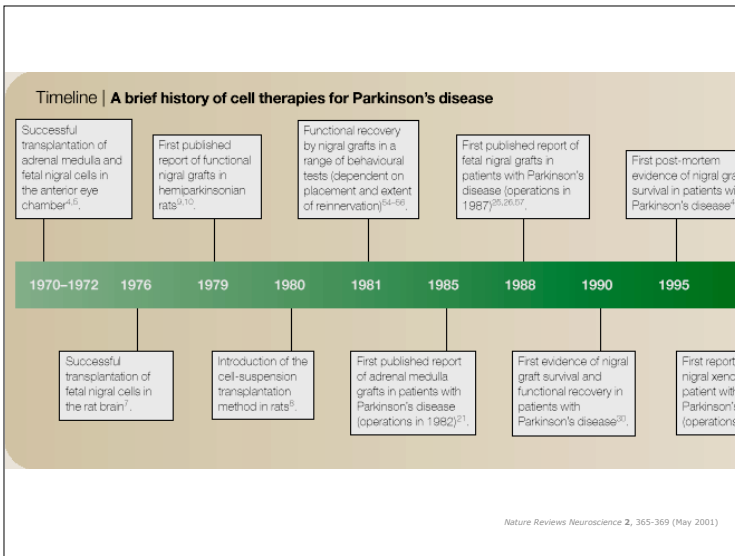 Timeline | A brief history of cell therapies for Parkinson's disease
Successful
transplantation of
adrenal medulla and
fetal nigral cells in
the anterior eye
chamber4,5.
First published
report of functional
nigral grafts in
hemiparkinsonian
rats9,10.
Functional recovery
by nigral grafts in a
range of behavioural
tests (dependent on
placement and extent
of reinnervation)54–56.
First published report of
fetal nigral grafts in
patients with Parkinson's
disease (operations in
1987)25,26,57.
First post-mortem
evidence of nigral gra
survival in patients wi
Parkinson's disease4
1970–1972 1976 1979 1980 1981 1985 1988 1990 1995
Successful
transplantation of
fetal nigral cells in
the rat brain7.
Introduction of the
cell-suspension
transplantation
method in rats8.
First published report
of adrenal medulla
grafts in patients with
Parkinson's disease
(operations in 1982)21.
First evidence of nigral
graft survival and
functional recovery in
patients with
Parkinson's disease30.
First report
nigral xeno
patient with
Parkinson's
(operations
Nature Reviews Neuroscience 2, 365-369 (May 2001)